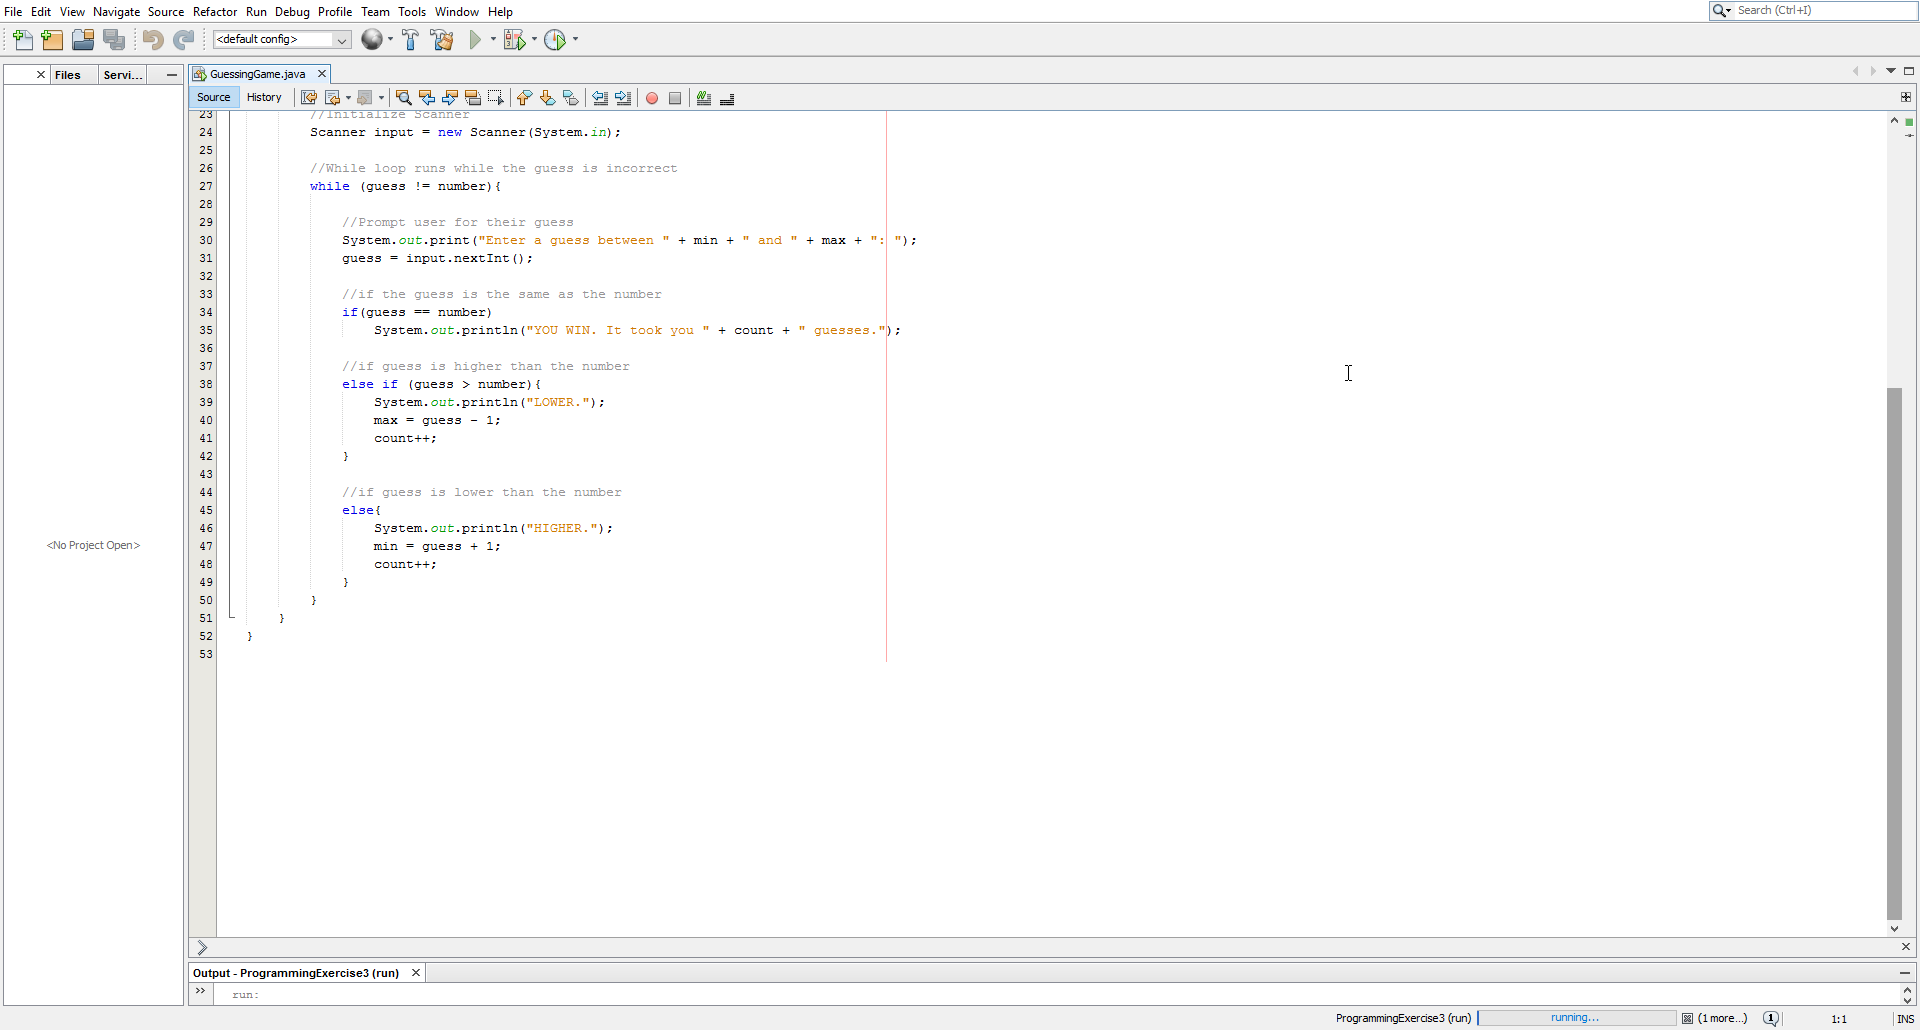 File Edit View Navigate Source Refactor Run Debug Profile Team Tools Window Help
Search (Ctrl+I)
<default config>
Files Servi...
GuessingGame.java
Source History
23 //Initialize Scanner
24 Scanner input = new Scanner(System.in);
25
26 //While loop runs while the guess is incorrect
27 while (guess != number){
28
29 //Prompt user for their guess
30 System.out.print("Enter a guess between " + min + " and " + max + ": ");
31 guess = input.nextInt();
32
33 //if the guess is the same as the number
34 if(guess == number)
35 System.out.println("YOU WIN. It took you " + count + " guesses.");
36
37 //if guess is higher than the number
38 else if (guess > number){
39 System.out.println("LOWER.");
40 max = guess - 1;
41 count++;
42 }
43
44 //if guess is lower than the number
45 else{
46 System.out.println("HIGHER.");
47 min = guess + 1;
48 count++;
49 }
50 }
51 }
52 }
53
<No Project Open>
Output - ProgrammingExercise3 (run)
run:
ProgrammingExercise3 (run) running... (1 more...) 1 1:1 INS